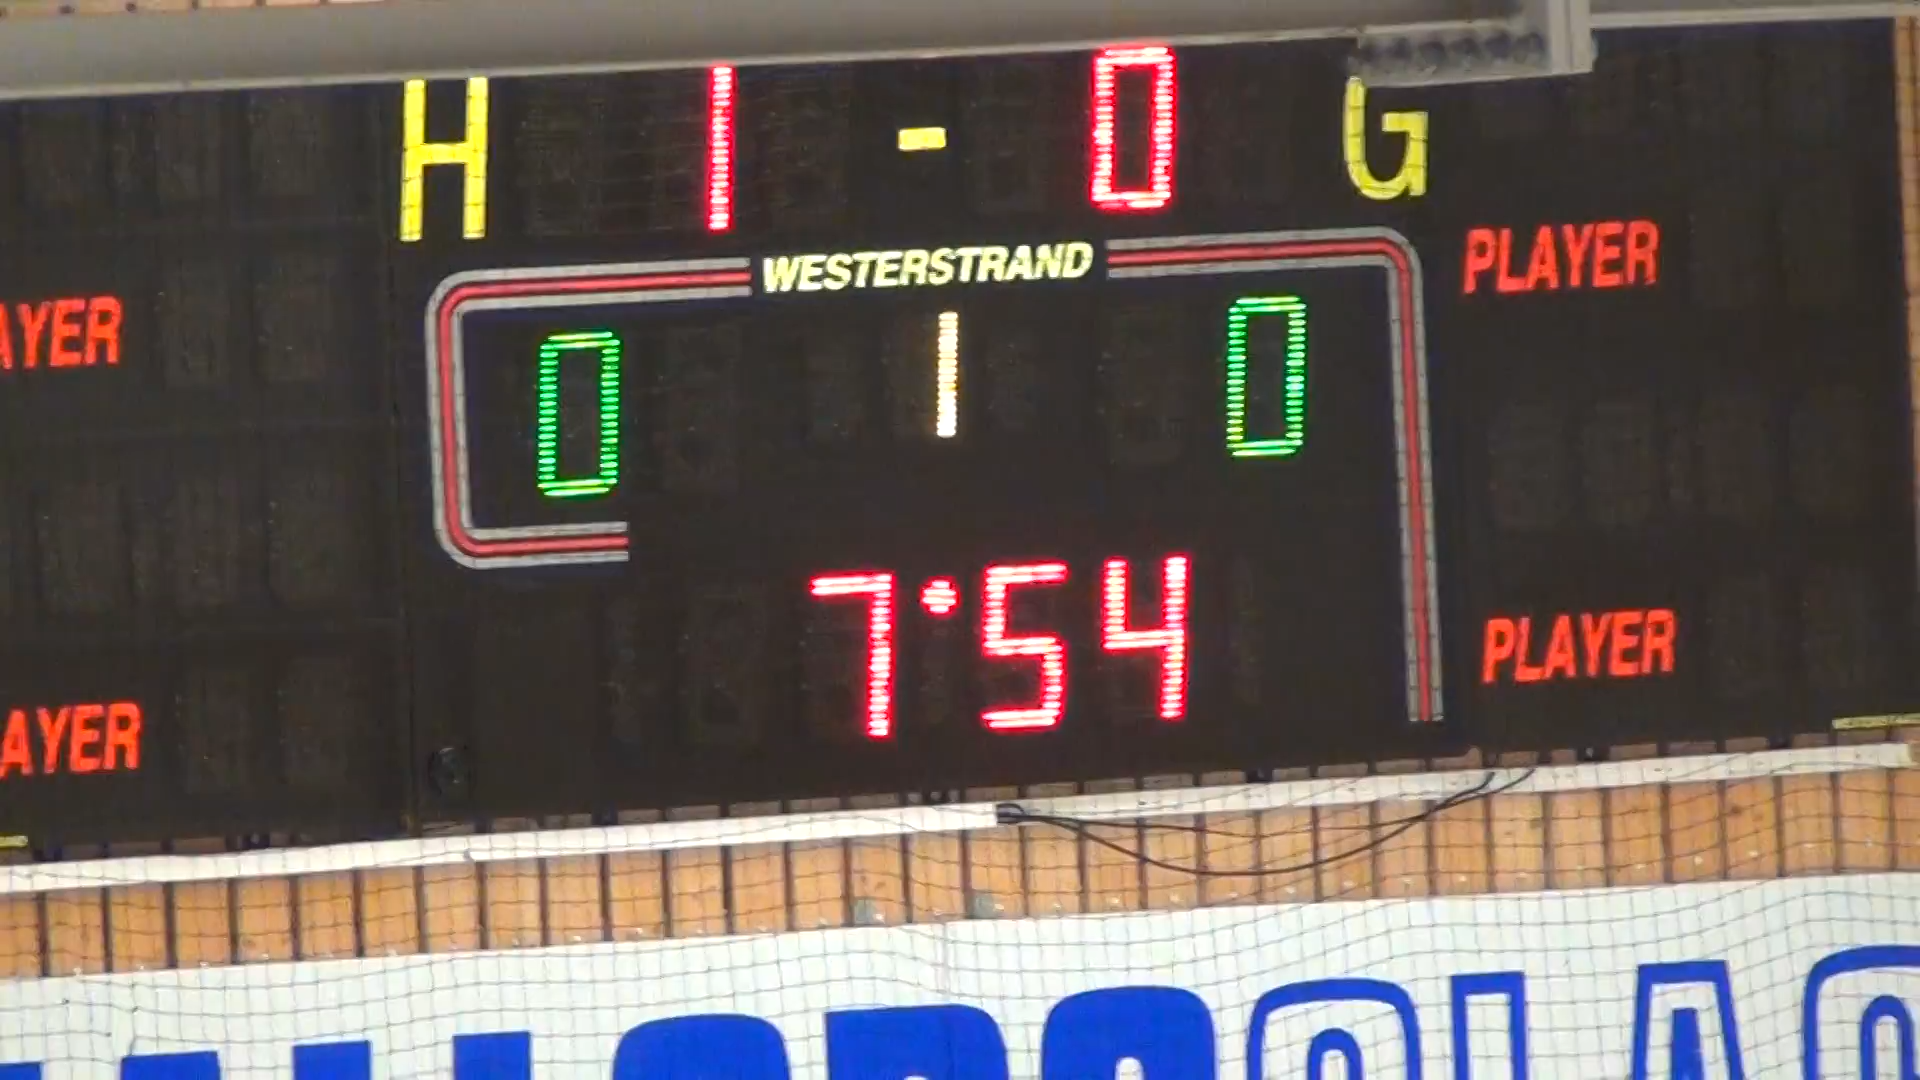 H 1 - 0 G
WESTERSTRAND
PLAYER
AYER
0 1 0
7:54
PLAYER
AYER